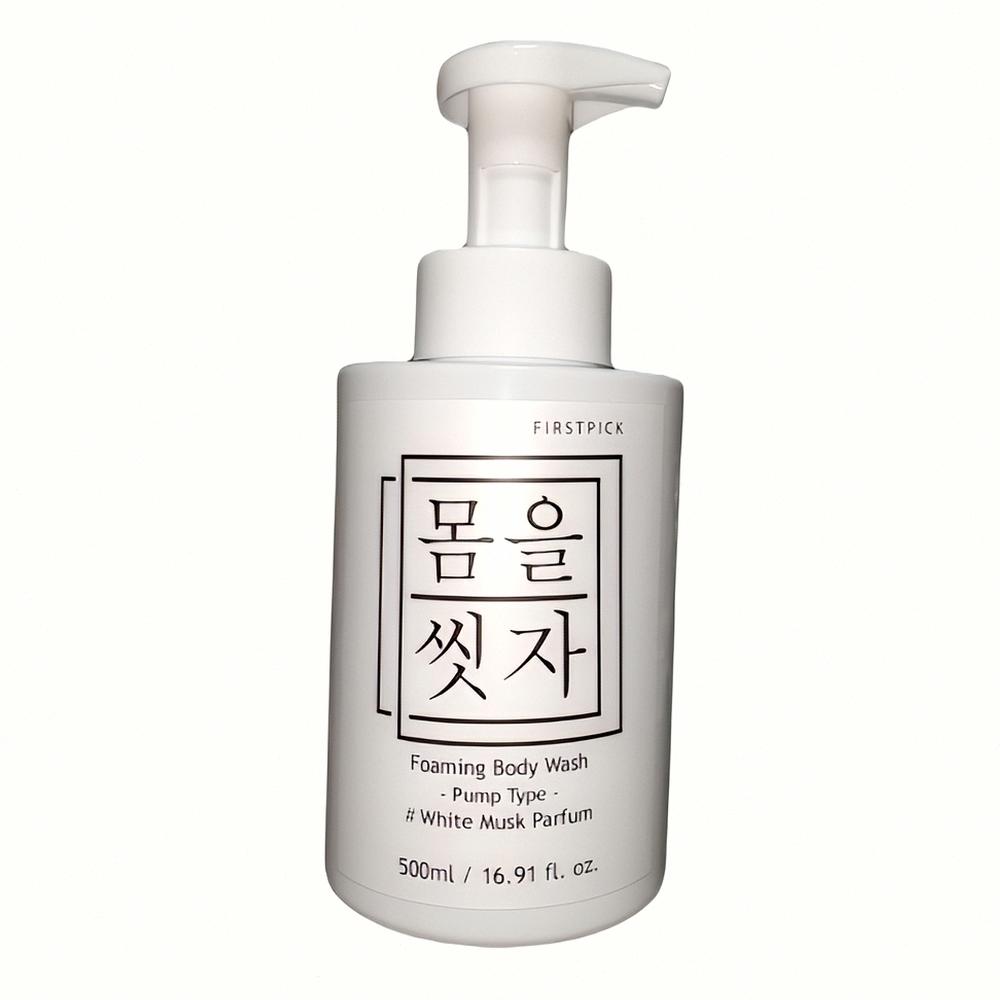 FIRSTPICK
몸을
씻자
Foaming Body Wash
- Pump Type -
# White Musk Parfum
500ml / 16.91 fl. oz.